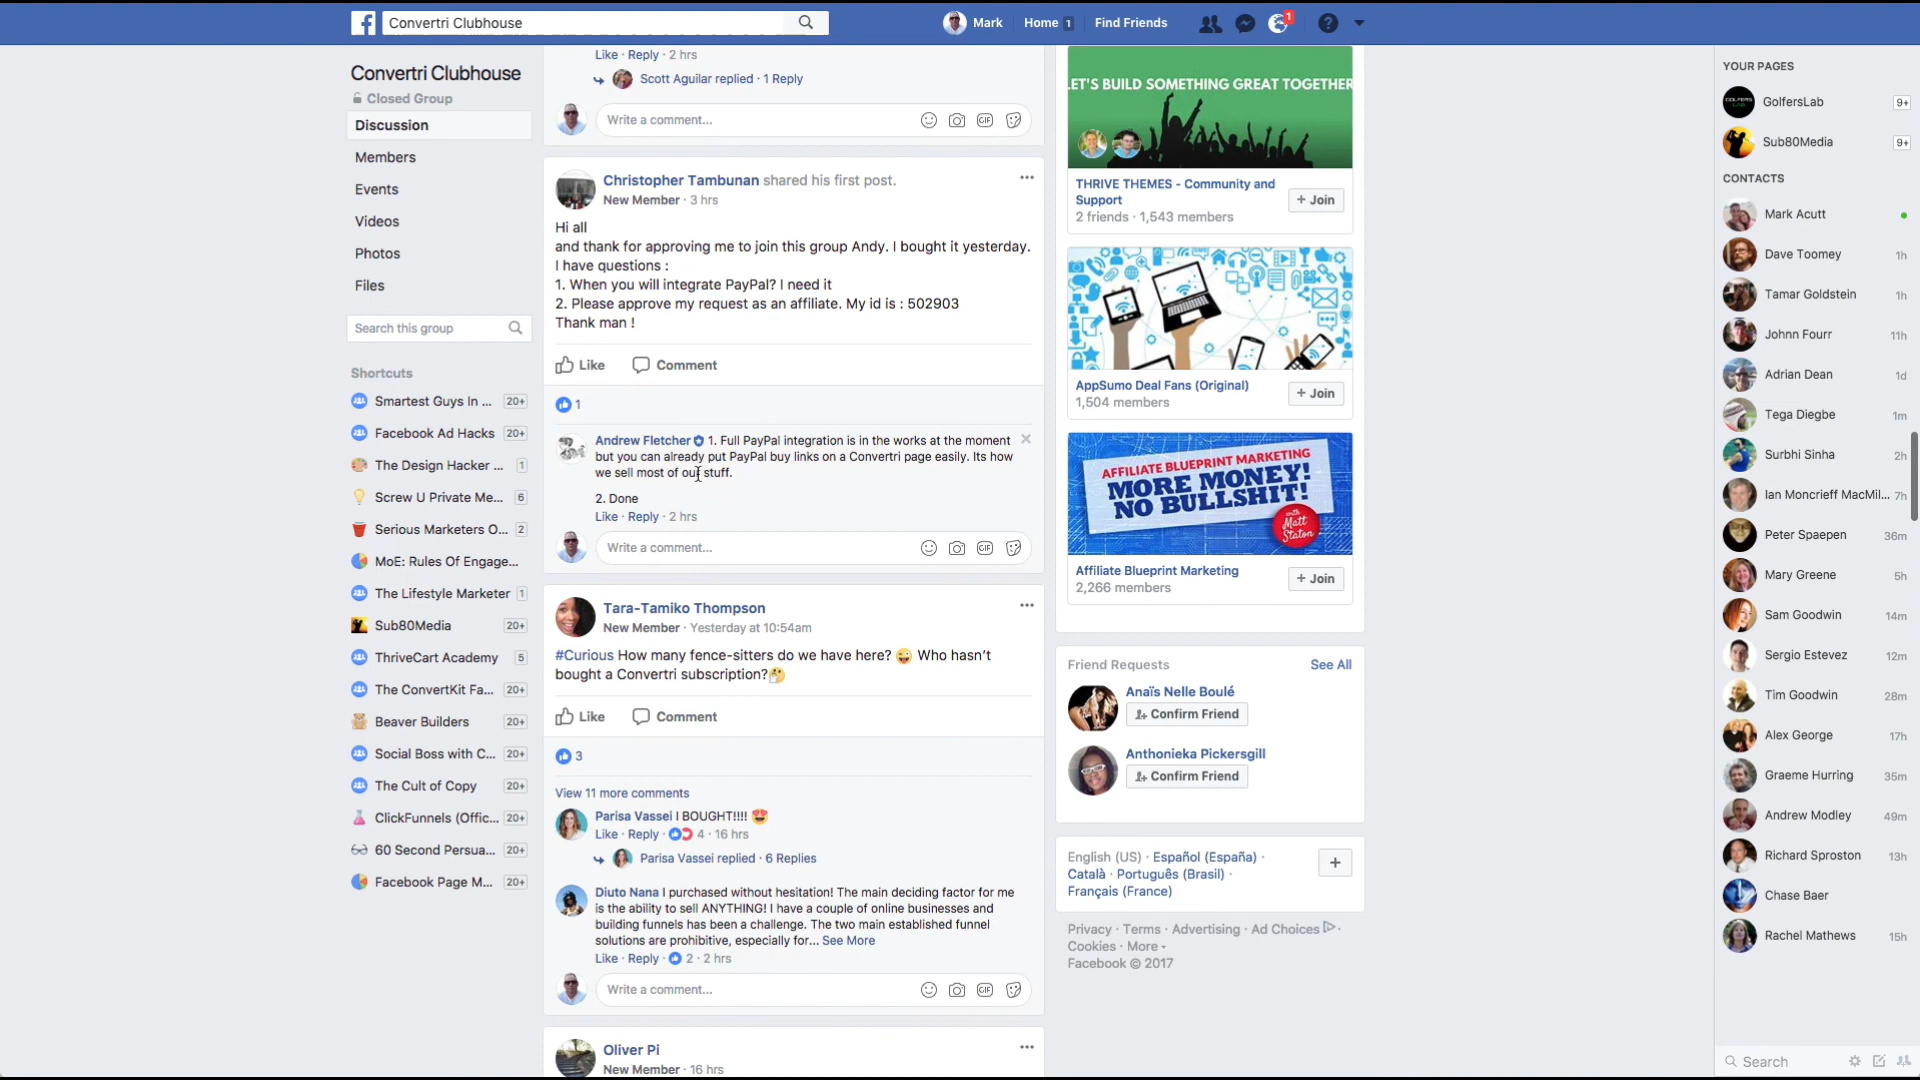 Convertri Clubhouse
Mark
Home 1
Find Friends
1
Convertri Clubhouse
Closed Group
Discussion
Members
Events
Videos
Photos
Files
Search this group
Shortcuts
Smartest Guys In ... 20+
Facebook Ad Hacks 20+
The Design Hacker ... 1
Screw U Private Me... 6
Serious Marketers O... 2
MoE: Rules Of Engage...
The Lifestyle Marketer 1
Sub80Media 20+
ThriveCart Academy 5
The ConvertKit Fa... 20+
Beaver Builders 20+
Social Boss with C... 20+
The Cult of Copy 20+
ClickFunnels (Offic... 20+
60 Second Persua... 20+
Facebook Page M... 20+
Like · Reply · 2 hrs
Scott Aguilar replied · 1 Reply
Write a comment...
GIF
Christopher Tambunan shared his first post.
New Member · 3 hrs
Hi all
and thank for approving me to join this group Andy. I bought it yesterday.
I have questions :
1. When you will integrate PayPal? I need it
2. Please approve my request as an affiliate. My id is : 502903
Thank man !
Like Comment
1
Andrew Fletcher 1. Full PayPal integration is in the works at the moment
but you can already put PayPal buy links on a Convertri page easily. Its how
we sell most of our stuff.
2. Done
Like · Reply · 2 hrs
Write a comment...
GIF
Tara-Tamiko Thompson
New Member · Yesterday at 10:54am
#Curious How many fence-sitters do we have here? 😜 Who hasn't
bought a Convertri subscription?🤔
Like Comment
3
View 11 more comments
Parisa Vassei I BOUGHT!!!! 😍
Like · Reply · 4 · 16 hrs
Parisa Vassei replied · 6 Replies
Diuto Nana I purchased without hesitation! The main deciding factor for me
is the ability to sell ANYTHING! I have a couple of online businesses and
building funnels has been a challenge. The two main established funnel
solutions are prohibitive, especially for... See More
Like · Reply · 2 · 2 hrs
Write a comment...
GIF
Oliver Pi
New Member · 16 hrs
LET'S BUILD SOMETHING GREAT TOGETHER
THRIVE THEMES - Community and
Support
2 friends · 1,543 members
+ Join
AppSumo Deal Fans (Original)
1,504 members
+ Join
AFFILIATE BLUEPRINT MARKETING
MORE MONEY!
NO BULLSHIT!
with
Matt
Staton
Affiliate Blueprint Marketing
2,266 members
+ Join
Friend Requests See All
Anaïs Nelle Boulé
Confirm Friend
Anthonieka Pickersgill
Confirm Friend
English (US) · Español (España) ·
Català · Português (Brasil) ·
Français (France)
+
Privacy · Terms · Advertising · Ad Choices ·
Cookies · More
Facebook © 2017
YOUR PAGES
GOLFERS LAB
GolfersLab 9+
Sub80Media 9+
CONTACTS
Mark Acutt
Dave Toomey 1h
Tamar Goldstein 1h
Johnn Fourr 11h
Adrian Dean 1d
Tega Diegbe 1m
Surbhi Sinha 2h
Ian Moncrieff MacMil... 7h
Peter Spaepen 36m
Mary Greene 5h
Sam Goodwin 14m
Sergio Estevez 12m
Tim Goodwin 28m
Alex George 17h
Graeme Hurring 35m
Andrew Modley 49m
Richard Sproston 13h
Chase Baer
Rachel Mathews 15h
Search